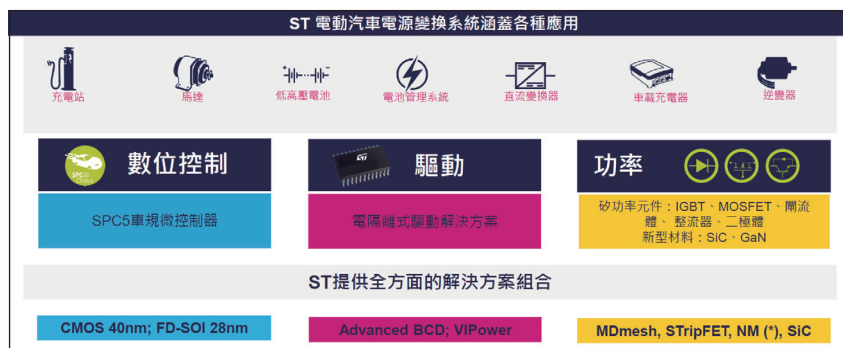 ST 電動汽車電源變換系統涵蓋各種應用
充電站
馬達
低高壓電池
電池管理系統
直流變換器
車載充電器
逆變器
數位控制
驅動
功率
SPC5車規微控制器
電隔離式驅動解決方案
矽功率元件：IGBT、MOSFET、閘流
體、 整流器、二極體
新型材料：SiC、GaN
ST提供全方面的解決方案組合
CMOS 40nm; FD-SOI 28nm
Advanced BCD; VIPower
MDmesh, STripFET, NM (*), SiC